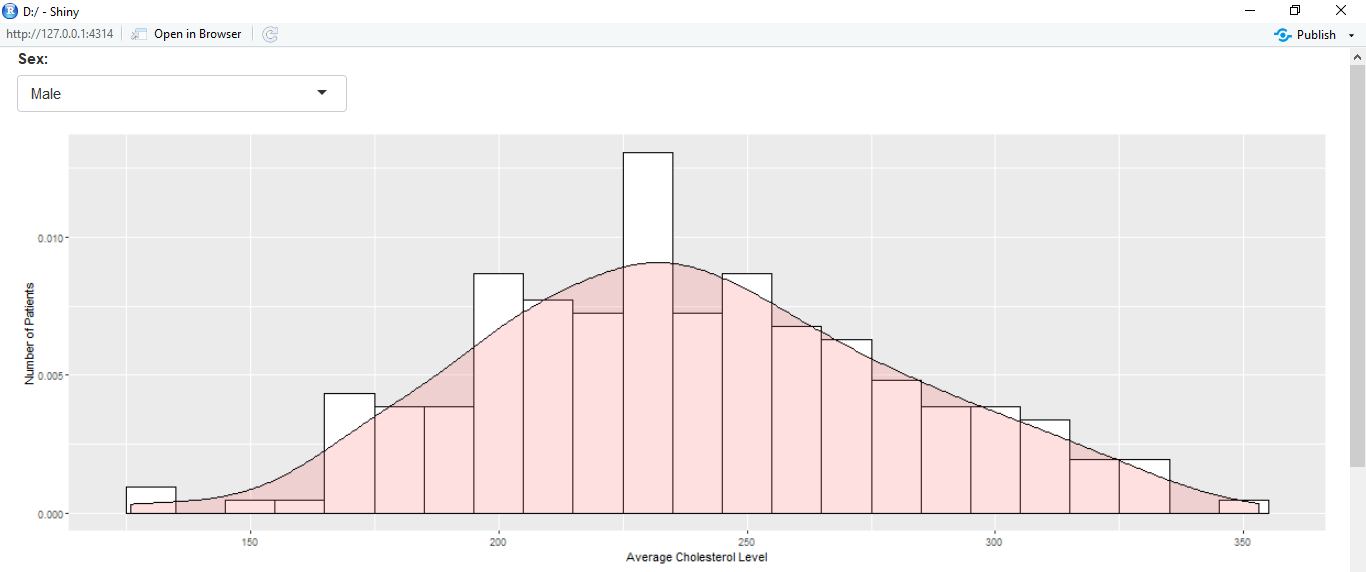 D:/ - Shiny
http://127.0.0.1:4314 Open in Browser Publish
Sex:
Male
Number of Patients
0.010
0.005
0.000
150 200 250 300 350
Average Cholesterol Level